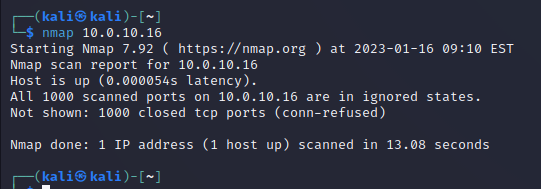 ┌──(kali㉿kali)-[~]
└─$ nmap 10.0.10.16
Starting Nmap 7.92 ( https://nmap.org ) at 2023-01-16 09:10 EST
Nmap scan report for 10.0.10.16
Host is up (0.000054s latency).
All 1000 scanned ports on 10.0.10.16 are in ignored states.
Not shown: 1000 closed tcp ports (conn-refused)
Nmap done: 1 IP address (1 host up) scanned in 13.08 seconds
┌──(kali㉿kali)-[~]